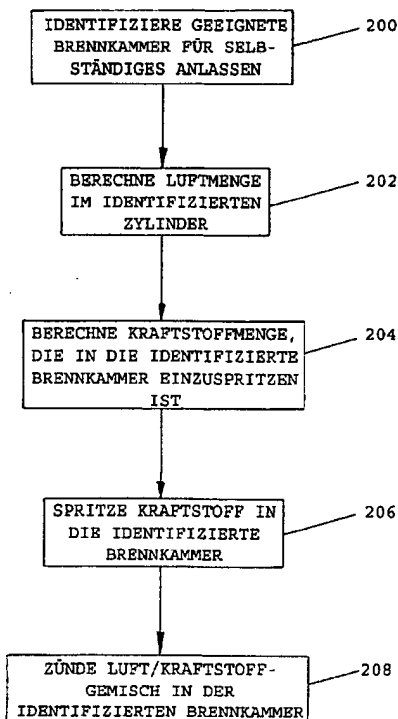 IDENTIFIZIERE GEEIGNETE
BRENNKAMMER FÜR SELB-
STÄNDIGES ANLASSEN
200
BERECHNE LUFTMENGE
IM IDENTIFIZIERTEN
ZYLINDER
202
BERECHNE KRAFTSTOFFMENGE,
DIE IN DIE IDENTIFIZIERTE
BRENNKAMMER EINZUSPRITZEN
IST
204
SPRITZE KRAFTSTOFF IN
DIE IDENTIFIZIERTE
BRENNKAMMER
206
ZÜNDE LUFT/KRAFTSTOFF-
GEMISCH IN DER
IDENTIFIZIERTEN BRENNKAMMER
208